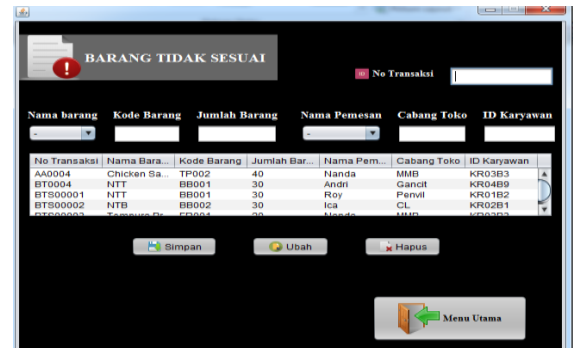 BARANG TIDAK SESUAI
No Transaksi
Nama barang Kode Barang Jumlah Barang Nama Pemesan Cabang Toko ID Karyawan
- -
No Transaksi Nama Bara... Kode Barang Jumlah Bar... Nama Pem... Cabang Toko ID Karyawan
AA0004 Chicken Sa... TP002 40 Nanda MMB KR03B3
BT0004 NTT BB001 30 Andri Gancit KR04B9
BTS00001 NTT BB001 30 Roy Penvil KR01B2
BTS00002 NTB BB002 30 Ica CL KR02B1
Simpan Ubah Hapus
Menu Utama